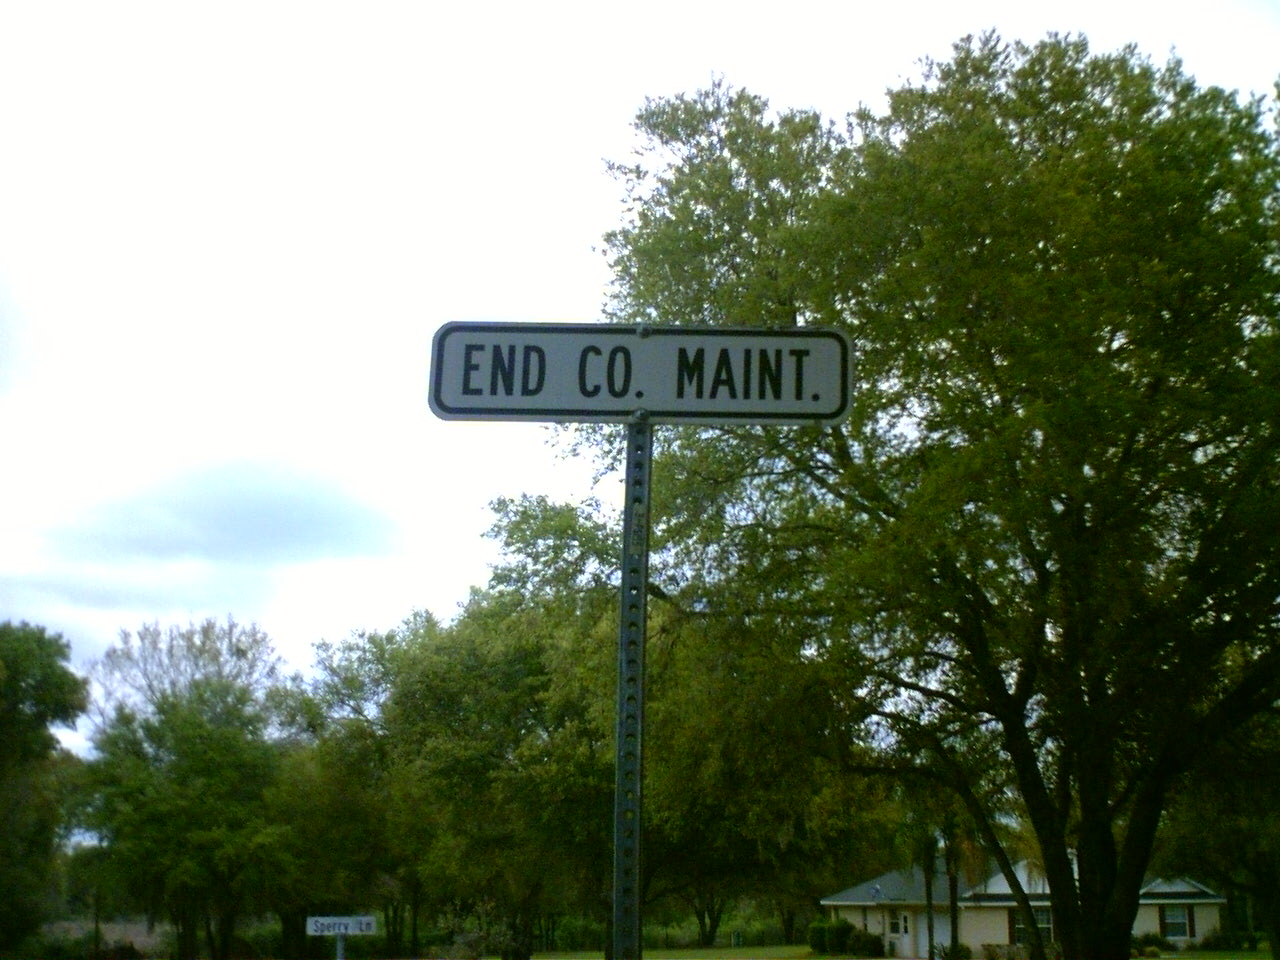 END CO. MAINT.
Sperry Ln